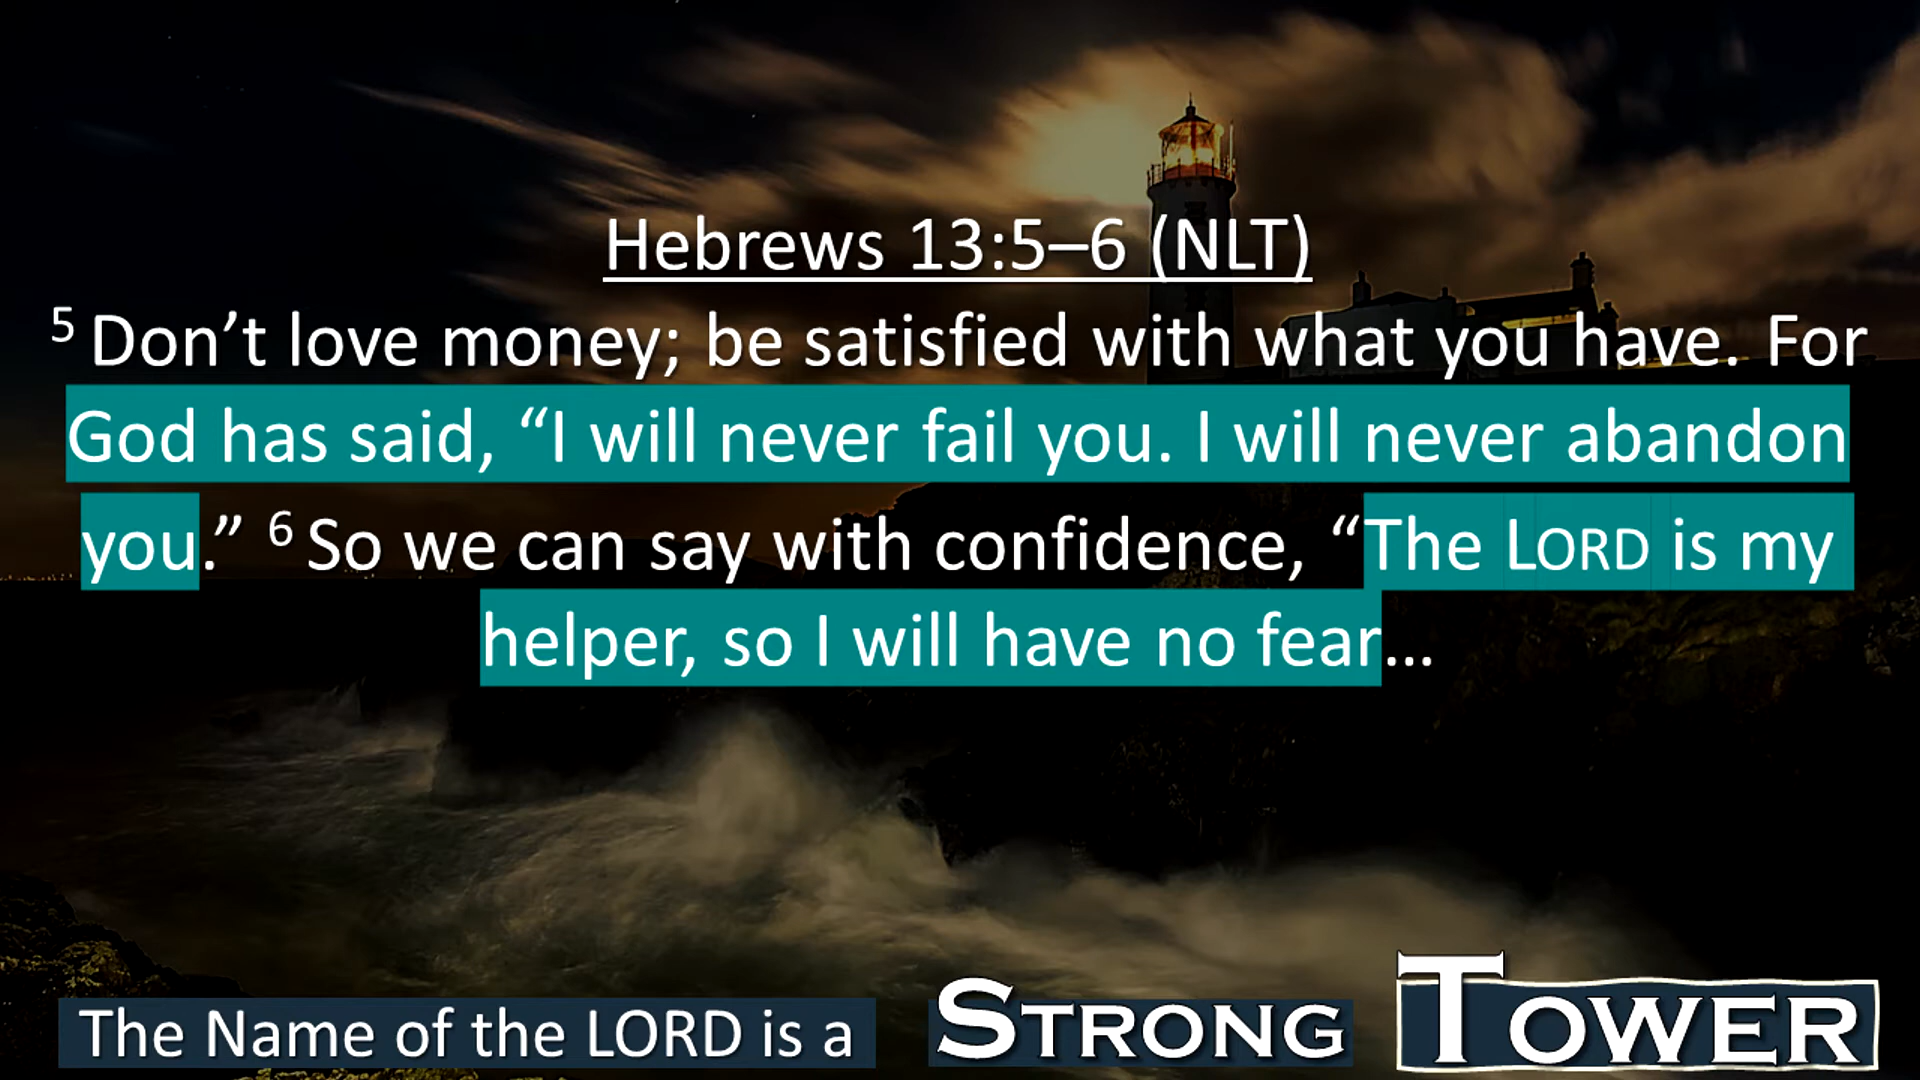 Hebrews 13:5–6 (NLT)
5 Don’t love money; be satisfied with what you have. For
God has said, “I will never fail you. I will never abandon
you.” 6 So we can say with confidence, “The LORD is my
helper, so I will have no fear...
The Name of the LORD is a STRONG TOWER